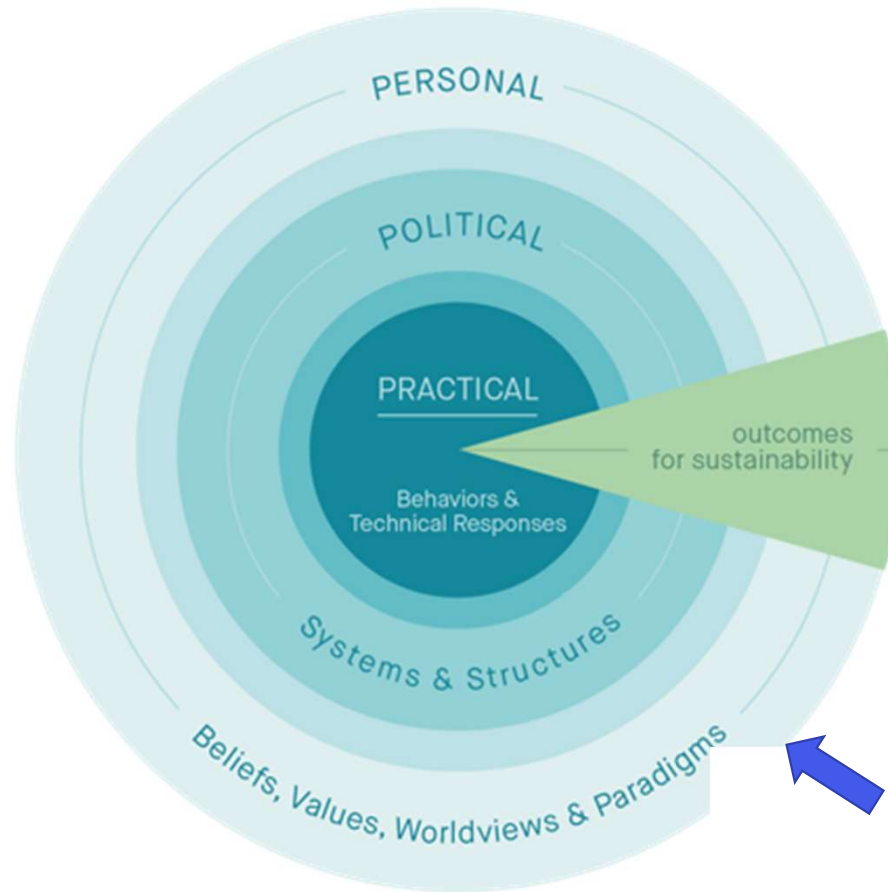 PERSONAL
POLITICAL
PRACTICAL
outcomes
for sustainability
Behaviors &
Technical Responses
Systems & Structures
Beliefs, Values, Worldviews & Paradigms